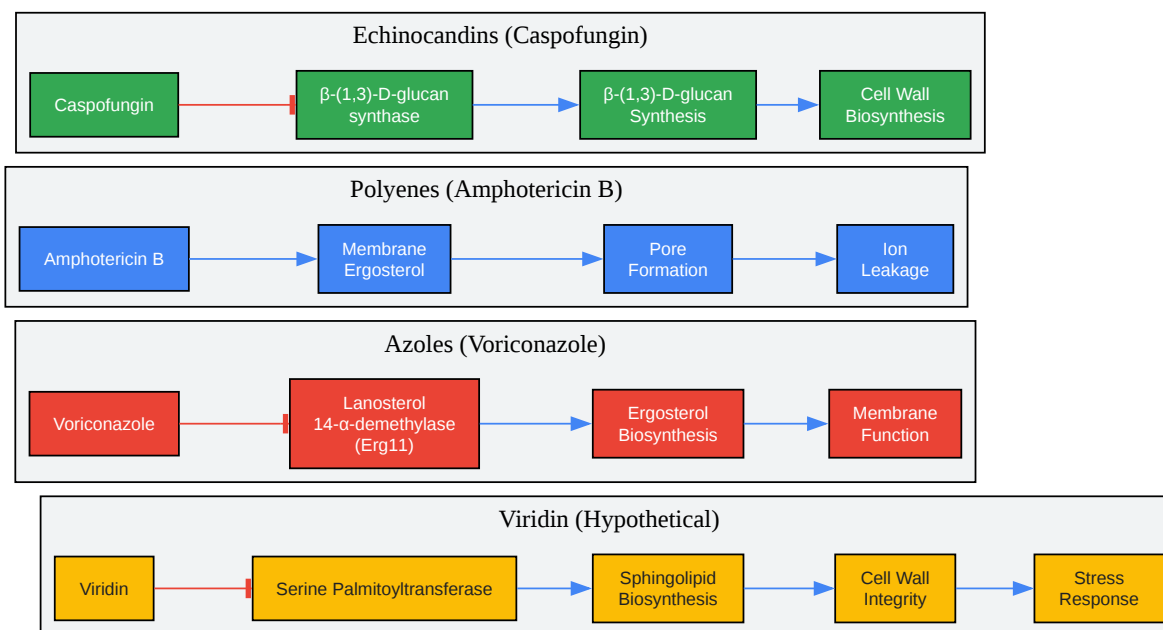 Echinocandins (Caspofungin)
Caspofungin
β-(1,3)-D-glucan
synthase
β-(1,3)-D-glucan
Synthesis
Cell Wall
Biosynthesis
Polyenes (Amphotericin B)
Amphotericin B
Membrane
Ergosterol
Pore
Formation
Ion
Leakage
Azoles (Voriconazole)
Voriconazole
Lanosterol
14-α-demethylase
(Erg11)
Ergosterol
Biosynthesis
Membrane
Function
Viridin (Hypothetical)
Viridin
Serine Palmitoyltransferase
Sphingolipid
Biosynthesis
Cell Wall
Integrity
Stress
Response